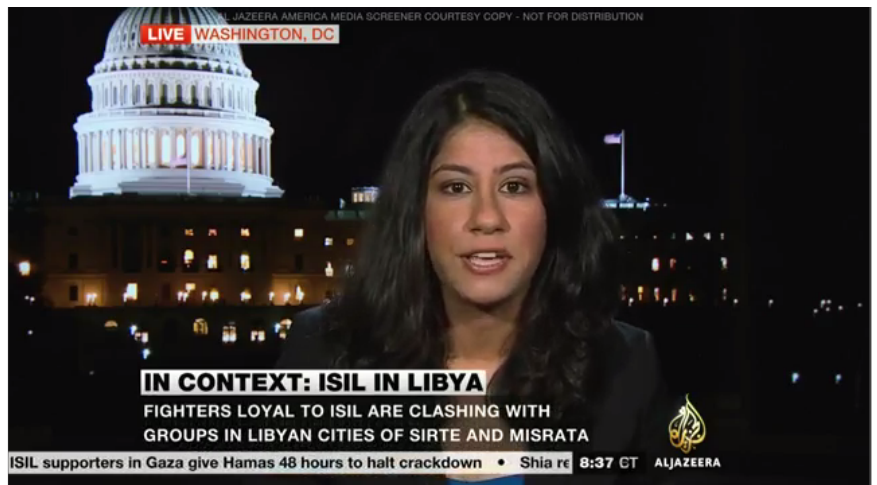 AL JAZEERA AMERICA MEDIA SCREENER COURTESY COPY - NOT FOR DISTRIBUTION
LIVE WASHINGTON, DC
IN CONTEXT: ISIL IN LIBYA
FIGHTERS LOYAL TO ISIL ARE CLASHING WITH
GROUPS IN LIBYAN CITIES OF SIRTE AND MISRATA
ISIL supporters in Gaza give Hamas 48 hours to halt crackdown • Shia re 8:37 GT
ALJAZEERA